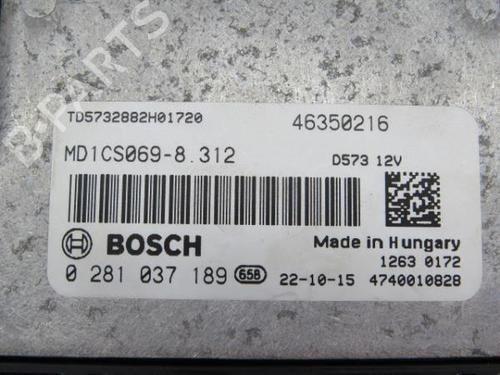 B-PARTS
TD5732882H01720
46350216
MD1CS069-8.312
D573 12V
BOSCH
Made in Hungary
0 281 037 189 658
1263 0172
22-10-15 4740010828